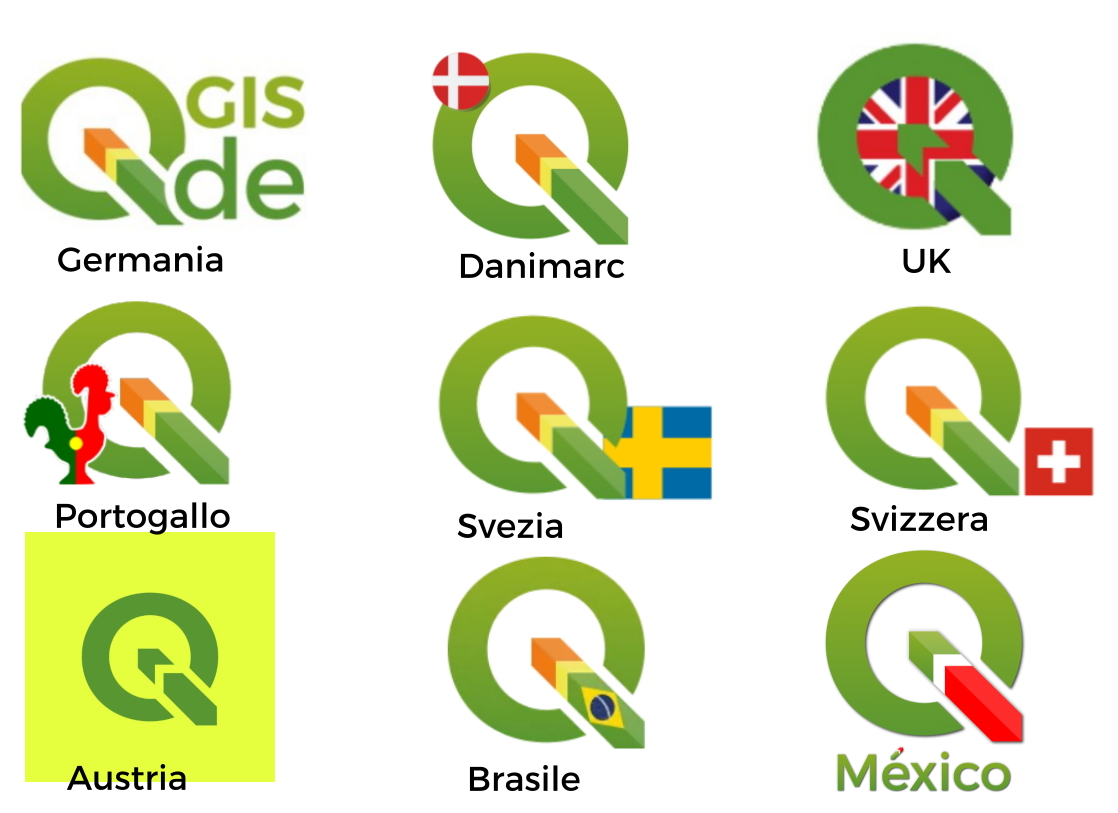 GIS
de
Germania
Danimarc
UK
Portogallo
Svezia
Svizzera
Austria
Brasile
México